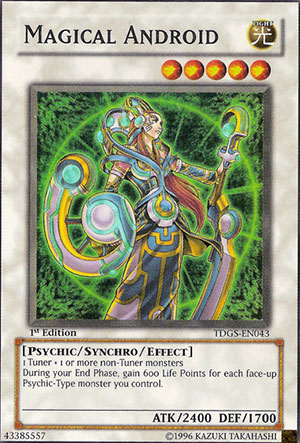 MAGICAL ANDROID
LIGHT
光
1st Edition
TDGS-EN043
[PSYCHIC/SYNCHRO/EFFECT]
1 Tuner + 1 or more non-Tuner monsters
During your End Phase, gain 600 Life Points for each face-up
Psychic-Type monster you control.
ATK/2400 DEF/1700
43385557
©1996 KAZUKI TAKAHASHI